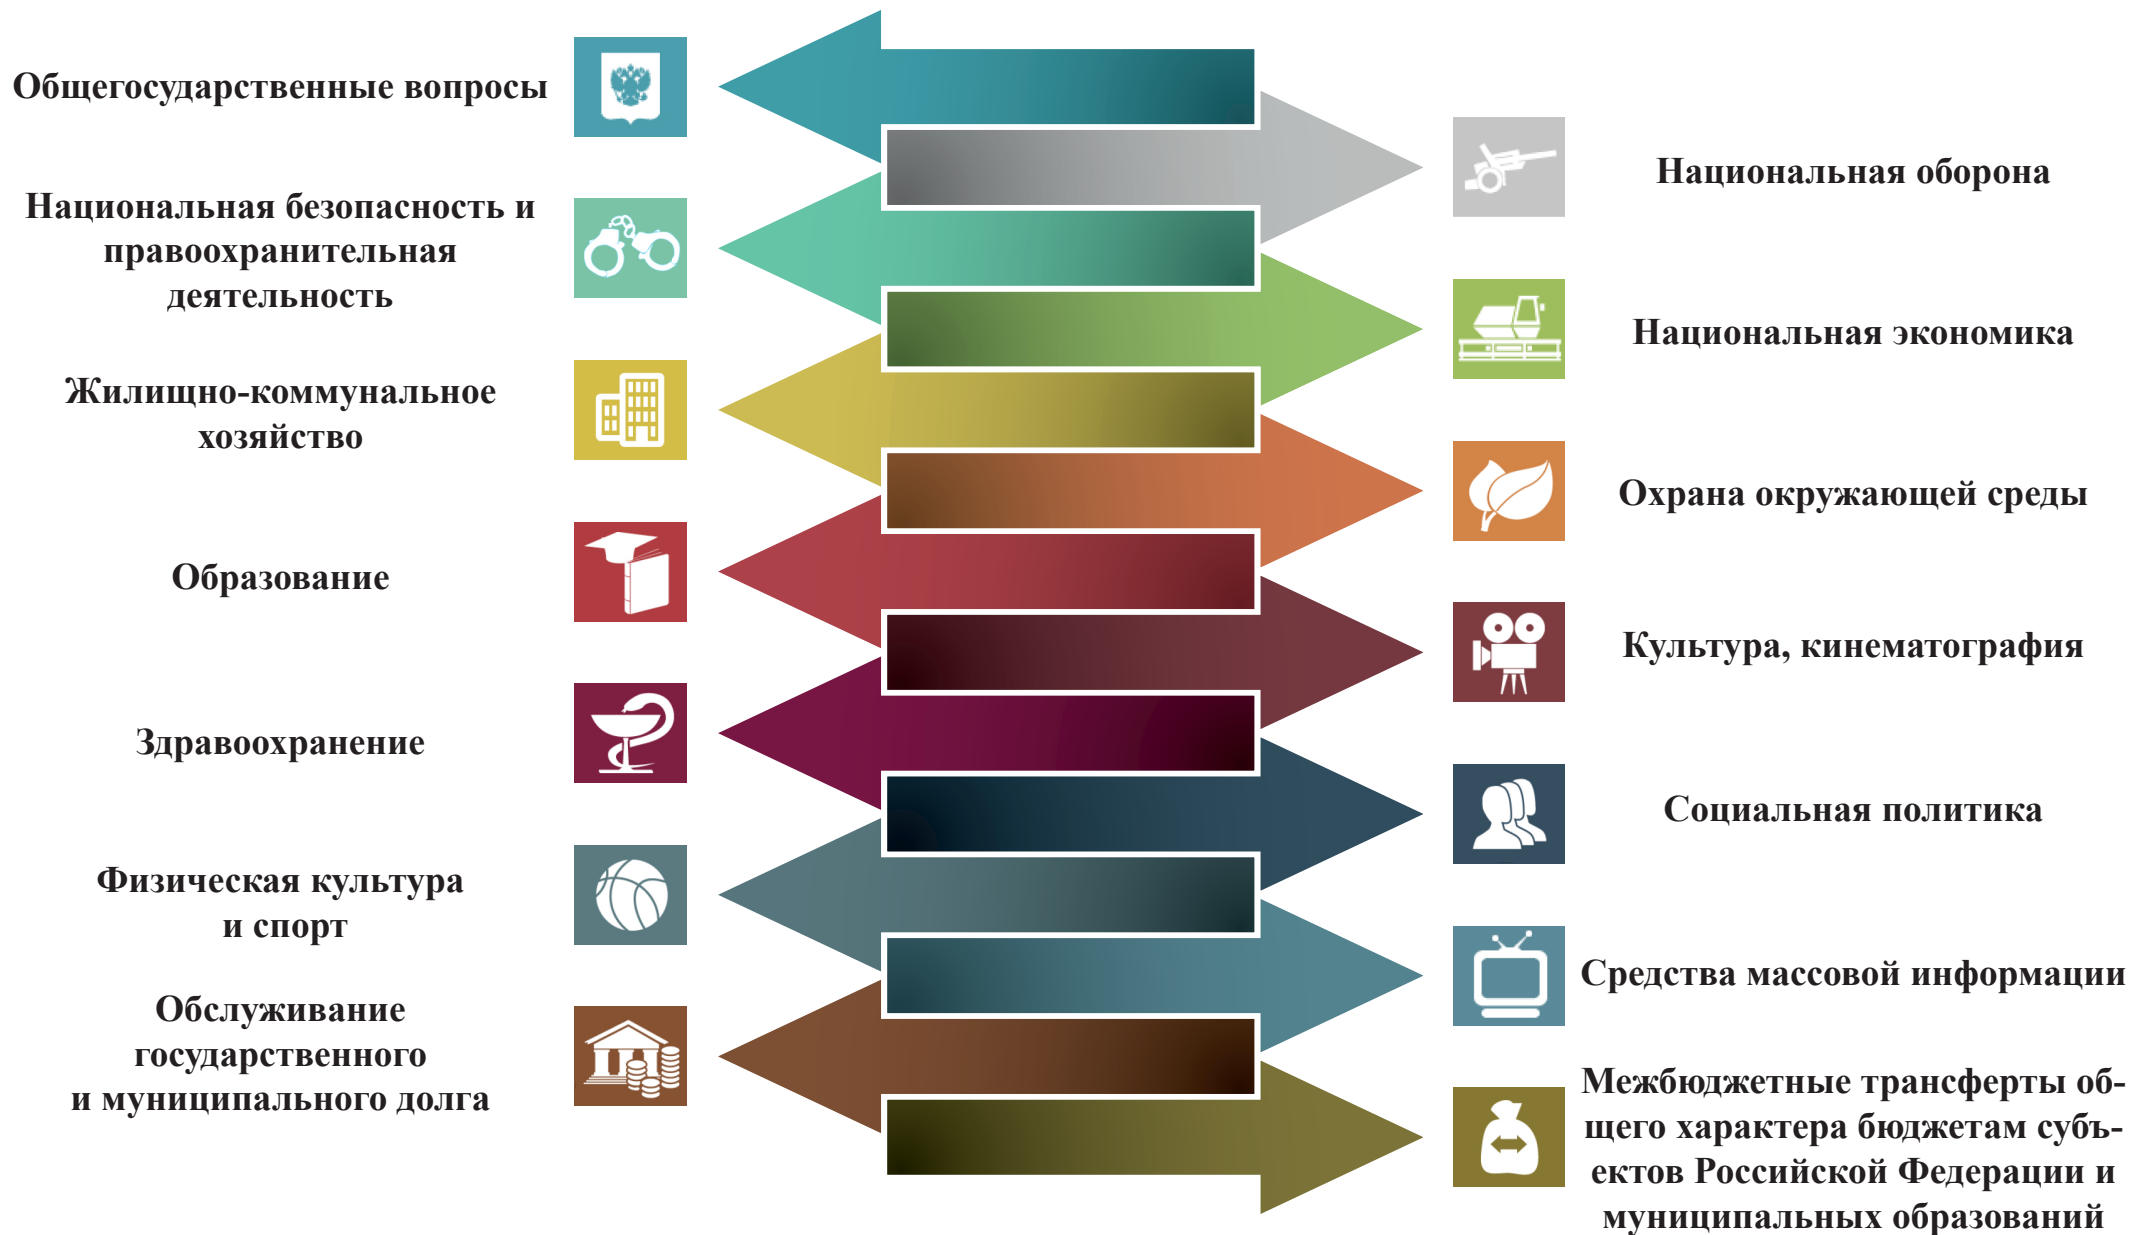 Общегосударственные вопросы
Национальная оборона
Национальная безопасность и
правоохранительная
деятельность
Национальная экономика
Жилищно-коммунальное
хозяйство
Охрана окружающей среды
Образование
Культура, кинематография
Здравоохранение
Социальная политика
Физическая культура
и спорт
Средства массовой информации
Обслуживание
государственного
и муниципального долга
Межбюджетные трансферты об-
щего характера бюджетам субъ-
ектов Российской Федерации и
муниципальных образований